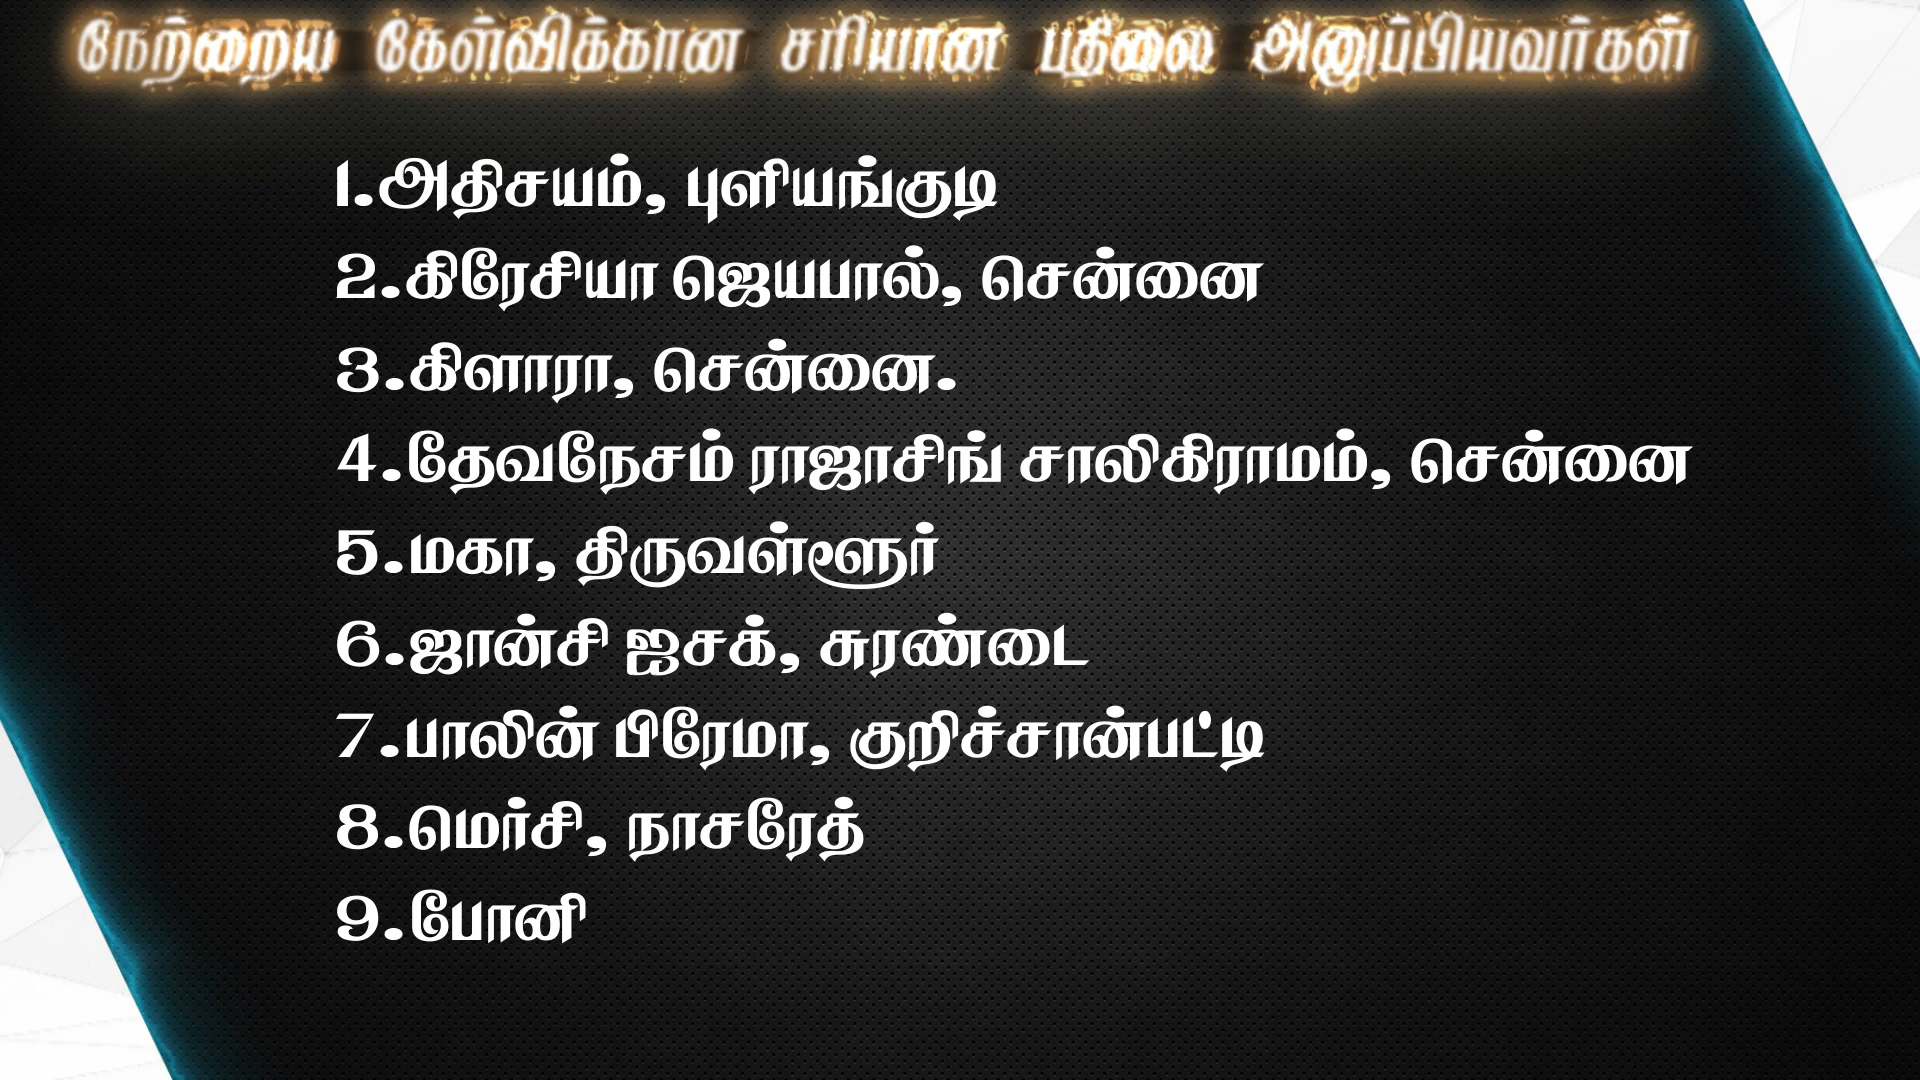 நேற்றைய கேள்விக்கான சரியான பதிலை அனுப்பியவர்கள்
1.அதிசயம், புளியங்குடி
2.கிரேசியா ஜெயபால், சென்னை
3.கிளாரா, சென்னை.
4.தேவநேசம் ராஜாசிங் சாலிகிராமம், சென்னை
5.மகா, திருவள்ளூர்
6.ஜான்சி ஐசக், சுரண்டை
7.பாலின் பிரேமா, குறிச்சான்பட்டி
8.மெர்சி, நாசரேத்
9.போனி